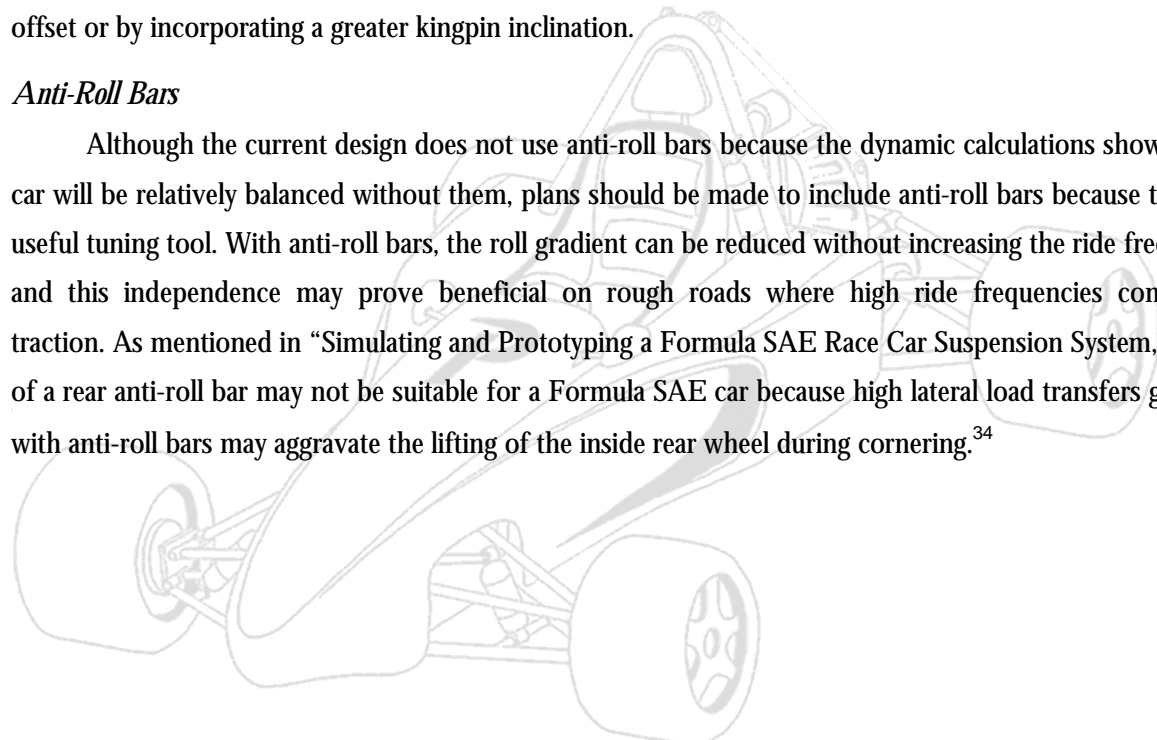 offset or by incorporating a greater kingpin inclination.
Anti-Roll Bars
Although the current design does not use anti-roll bars because the dynamic calculations show
car will be relatively balanced without them, plans should be made to include anti-roll bars because t
useful tuning tool. With anti-roll bars, the roll gradient can be reduced without increasing the ride fre
and this independence may prove beneficial on rough roads where high ride frequencies con
traction. As mentioned in “Simulating and Prototyping a Formula SAE Race Car Suspension System,
of a rear anti-roll bar may not be suitable for a Formula SAE car because high lateral load transfers g
with anti-roll bars may aggravate the lifting of the inside rear wheel during cornering.34